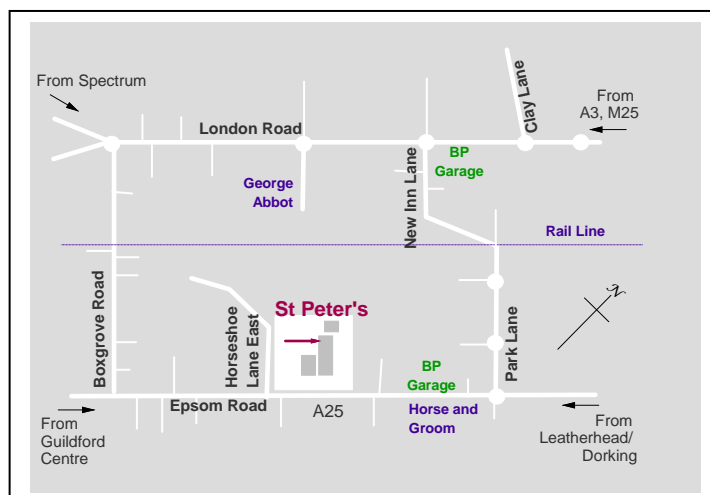 From Spectrum
London Road
Clay Lane
From
A3, M25
BP
Garage
George
Abbot
New Inn Lane
Rail Line
N
Boxgrove Road
Horseshoe
Lane East
St Peter's
Park Lane
BP
Garage
Epsom Road
A25
Horse and
Groom
From
Guildford
Centre
From
Leatherhead/
Dorking